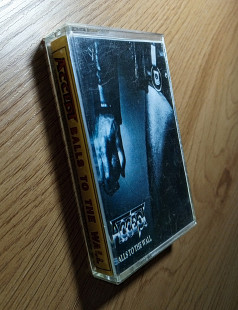 ACCEPT BALLS TO THE WALL
ACCEPT
BALLS TO THE WALL